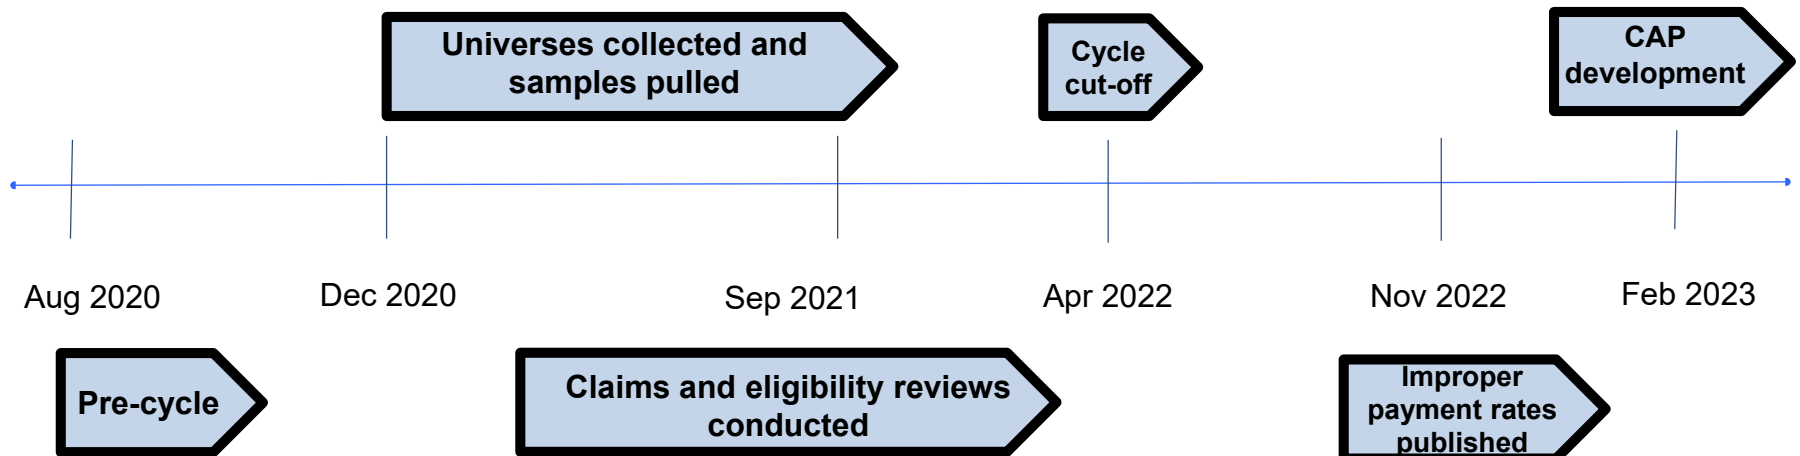 Universes collected and
samples pulled
Cycle
cut-off
CAP
development
Aug 2020
Dec 2020
Sep 2021
Apr 2022
Nov 2022
Feb 2023
Pre-cycle
Claims and eligibility reviews
conducted
Improper
payment rates
published